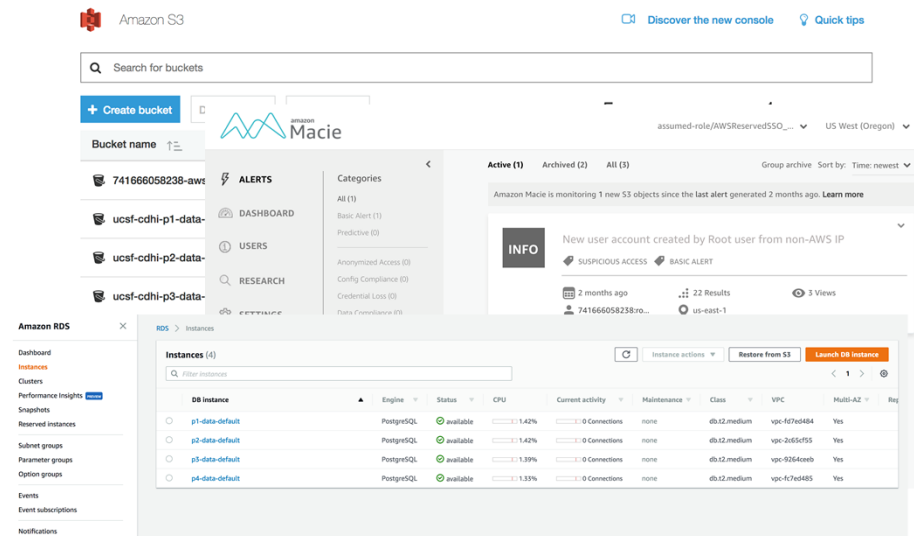 Amazon S3
Discover the new console
Quick tips
Search for buckets
+ Create bucket
Bucket name
741666058238-aws
ucsf-cdhi-p1-data-
ucsf-cdhi-p2-data-
ucsf-cdhi-p3-data-
amazon
Macie
assumed-role/AWSReservedSSO_...
US West (Oregon)
ALERTS
DASHBOARD
USERS
RESEARCH
SETTINGS
Categories
All (1)
Basic Alert (1)
Predictive (0)
Anonymized Access (0)
Config Compliance (0)
Credential Loss (0)
Data Compliance (0)
Active (1) Archived (2) All (3)
Group archive Sort by: Time: newest
Amazon Macie is monitoring 1 new S3 objects since the last alert generated 2 months ago. Learn more
INFO
New user account created by Root user from non-AWS IP
SUSPICIOUS ACCESS BASIC ALERT
2 months ago 22 Results 3 Views
741666058238:ro... us-east-1
Amazon RDS
Dashboard
Instances
Clusters
Performance Insights PREVIEW
Snapshots
Reserved instances
Subnet groups
Parameter groups
Option groups
Events
Event subscriptions
Notifications
RDS > Instances
Instances (4)
Instance actions
Restore from S3
Launch DB instance
Filter instances
< 1 >
DB instance Engine Status CPU Current activity Maintenance Class VPC Multi-AZ Rep
p1-data-default PostgreSQL available 1.42% 0 Connections none db.t2.medium vpc-fd7ed484 Yes
p2-data-default PostgreSQL available 1.42% 0 Connections none db.t2.medium vpc-2c65cf55 Yes
p3-data-default PostgreSQL available 1.39% 0 Connections none db.t2.medium vpc-9264ceeb Yes
p4-data-default PostgreSQL available 1.33% 0 Connections none db.t2.medium vpc-fc7ed485 Yes